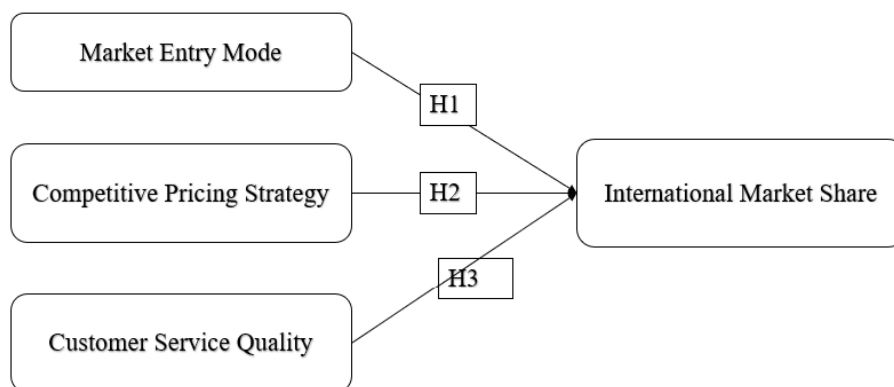 Market Entry Mode
H1
Competitive Pricing Strategy
H2
International Market Share
H3
Customer Service Quality